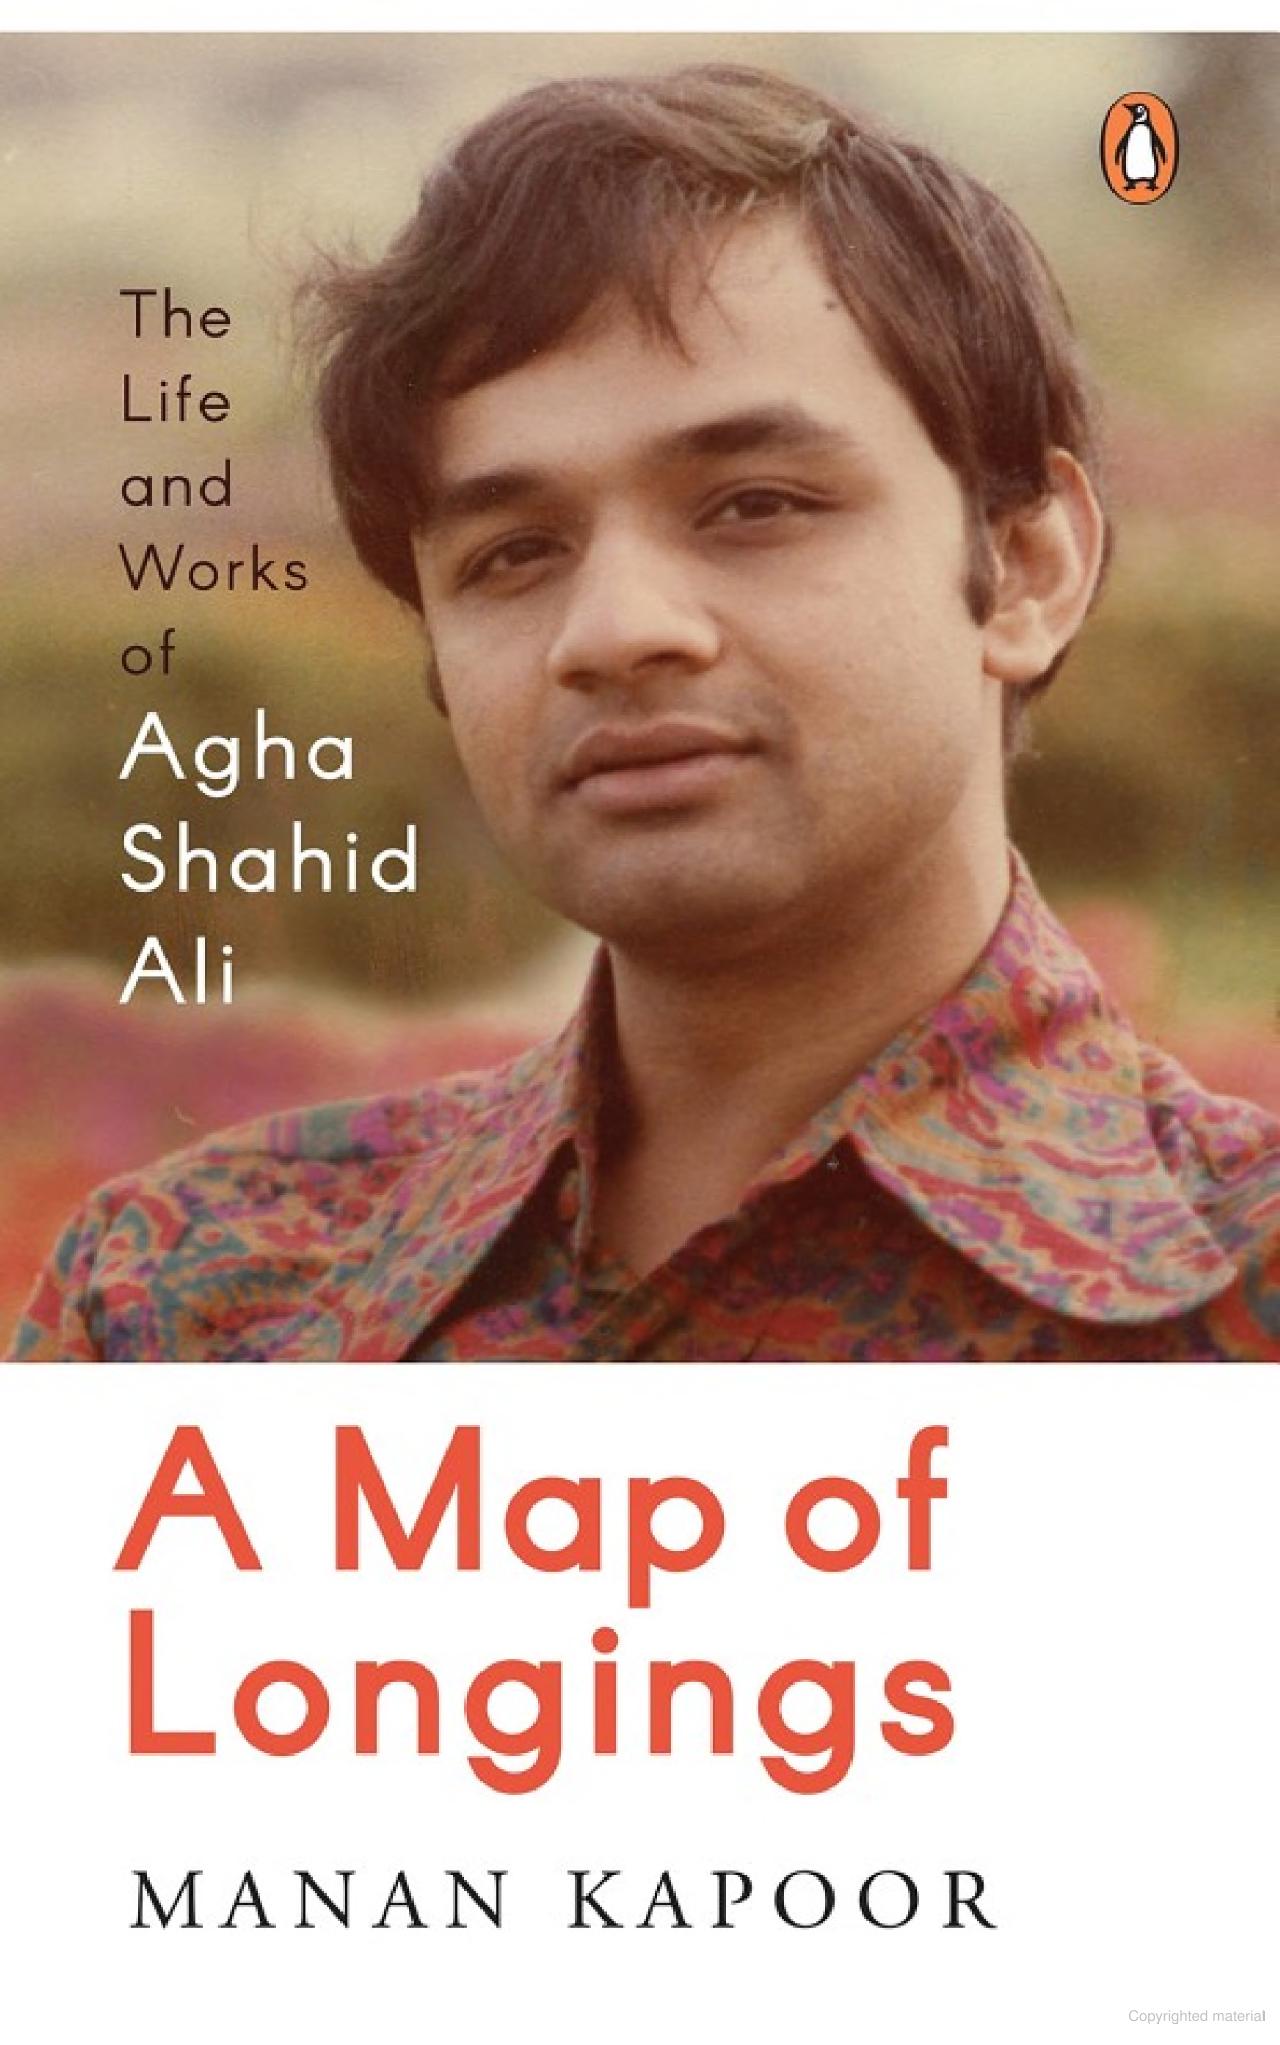 The
Life
and
Works
of
Agha
Shahid
Ali
A Map of
Longings
MANAN KAPOOR
Copyrighted material